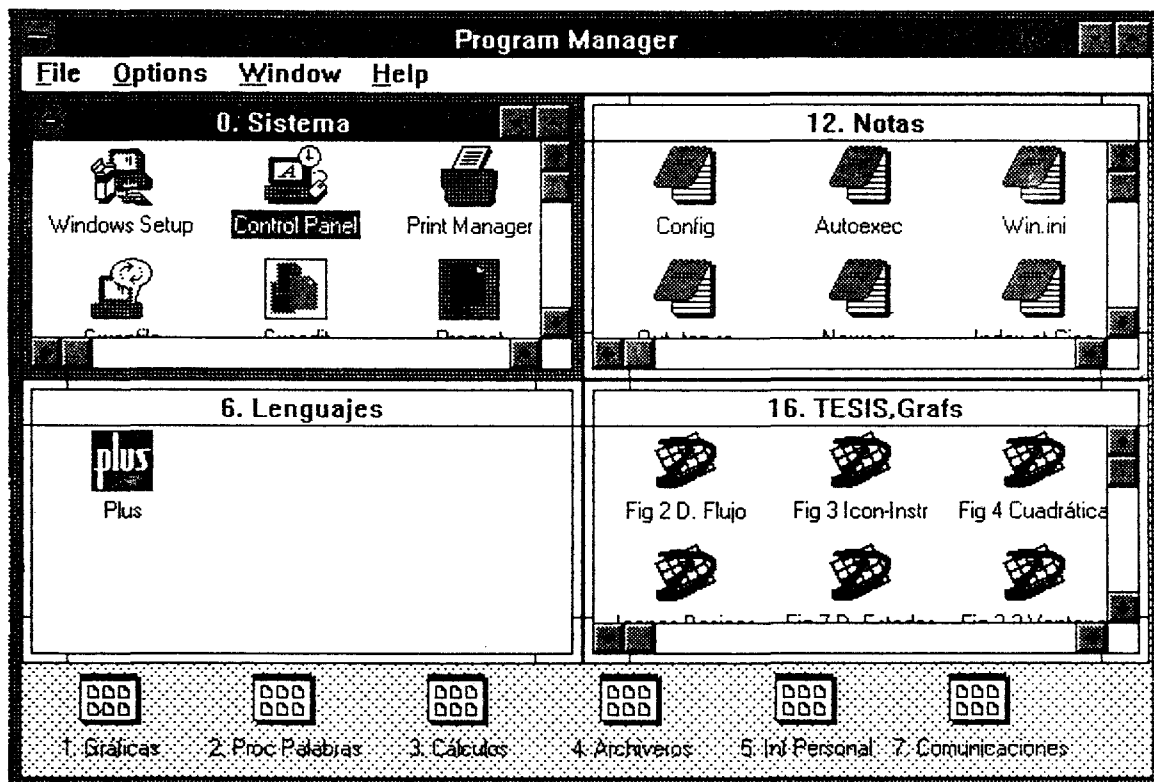 Program Manager
File Options Window Help
0. Sistema
Windows Setup Control Panel Print Manager
12. Notas
Config Autoexec Win.ini
6. Lenguajes
plus
Plus
16. TESIS,Grafs
Fig 2 D. Flujo Fig 3 Icon-Instr Fig 4 Cuadrática
1. Gráficas 2. Proc Palabras 3. Cálculos 4. Archiveros 5. Inf Personal 7. Comunicaciones